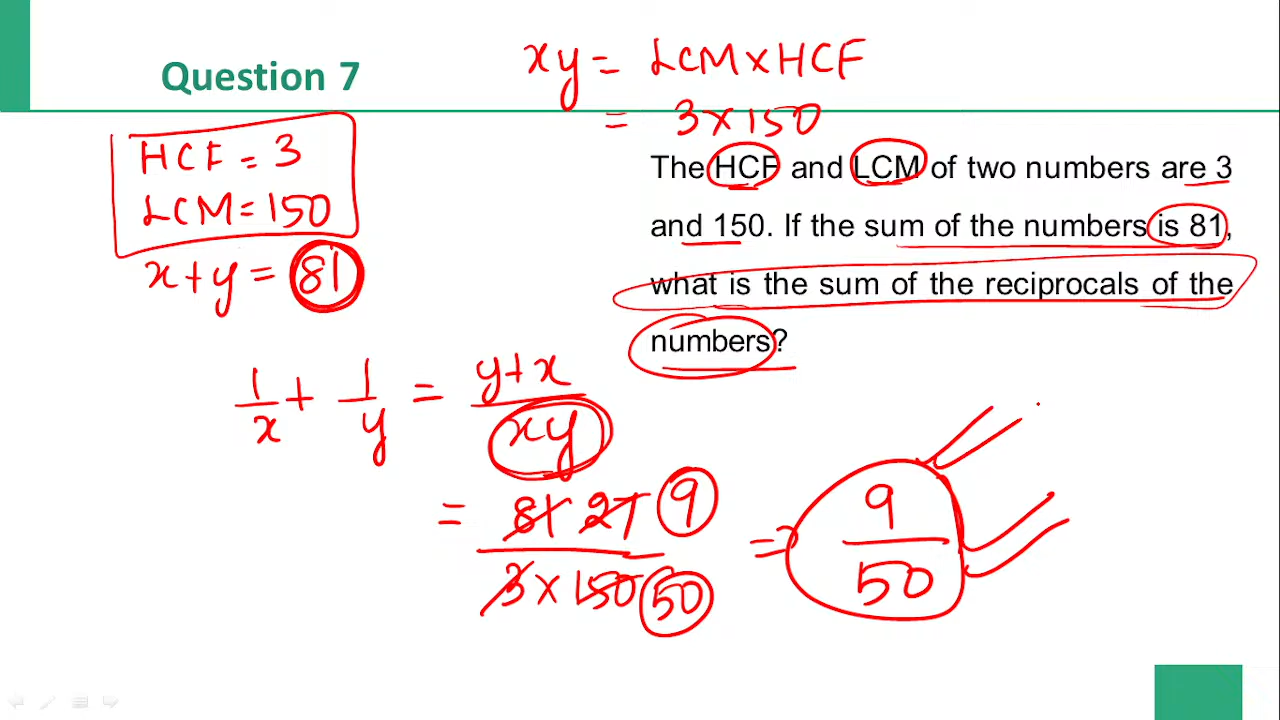 Question 7
xy = LCM×HCF
= 3×150
HCF = 3
LCM = 150
x+y = 81
The HCF and LCM of two numbers are 3
and 150. If the sum of the numbers is 81,
what is the sum of the reciprocals of the
numbers?
1/x + 1/y = y+x/xy
= 81 27 9 / 3×150 50 => 9/50